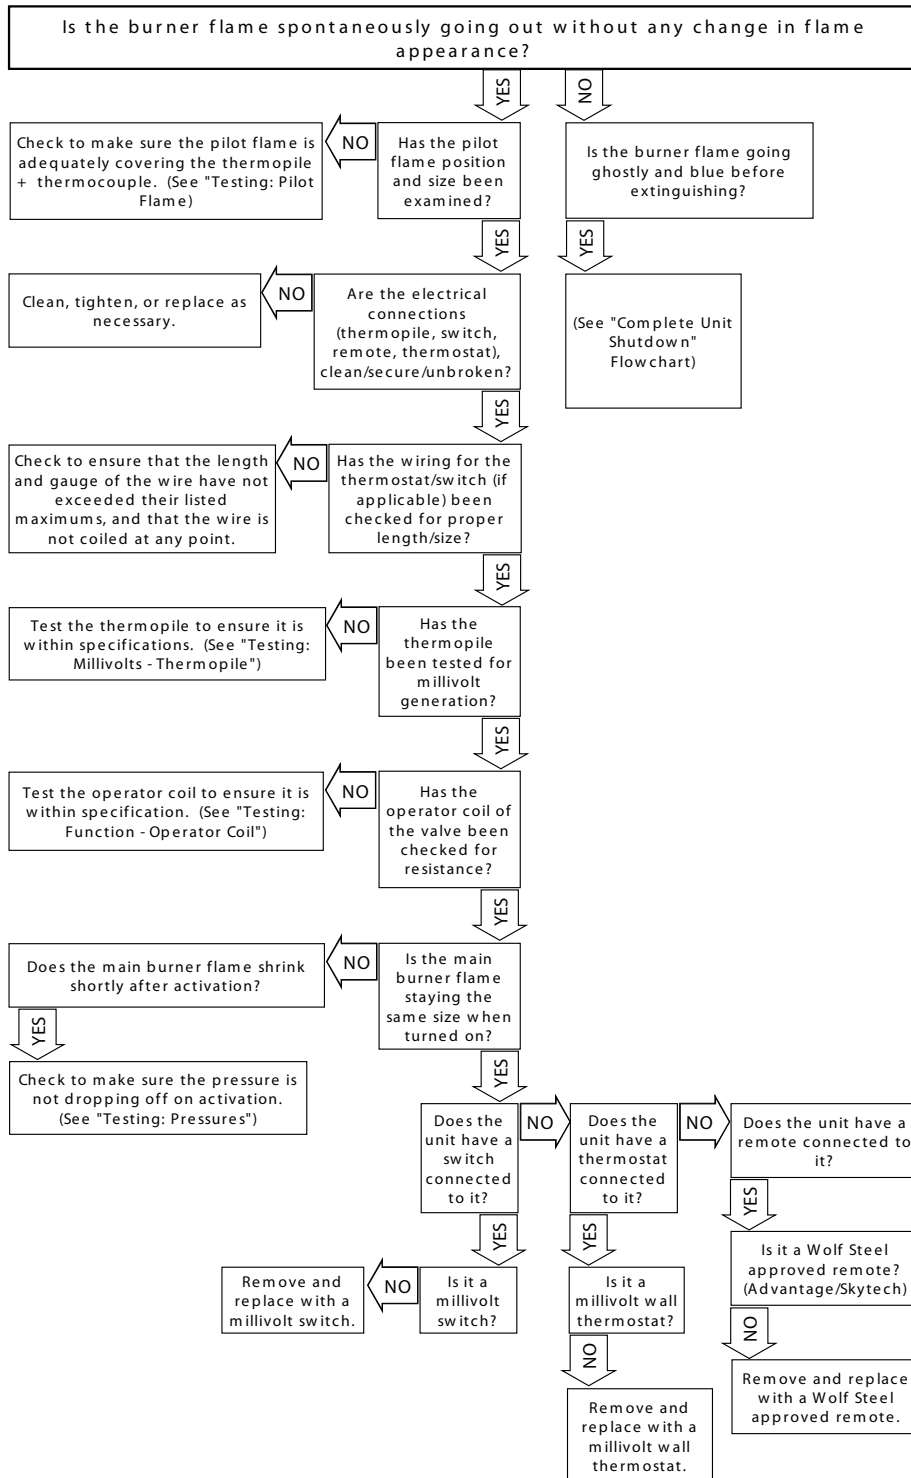 Is the burner flame spontaneously going out without any change in flame
appearance?
YES
NO
Check to make sure the pilot flame is
adequately covering the thermopile
+ thermocouple. (See "Testing: Pilot
Flame)
NO
Has the pilot
flame position
and size been
examined?
Is the burner flame going
ghostly and blue before
extinguishing?
YES
YES
Clean, tighten, or replace as
necessary.
NO
Are the electrical
connections
(thermopile, switch,
remote, thermostat),
clean/secure/unbroken?
(See "Complete Unit
Shutdown"
Flowchart)
YES
Check to ensure that the length
and gauge of the wire have not
exceeded their listed
maximums, and that the wire is
not coiled at any point.
NO
Has the wiring for the
thermostat/switch (if
applicable) been
checked for proper
length/size?
YES
Test the thermopile to ensure it is
within specifications. (See "Testing:
Millivolts - Thermopile")
NO
Has the
thermopile
been tested for
millivolt
generation?
YES
Test the operator coil to ensure it is
within specification. (See "Testing:
Function - Operator Coil")
NO
Has the
operator coil of
the valve been
checked for
resistance?
YES
Does the main burner flame shrink
shortly after activation?
NO
Is the main
burner flame
staying the
same size when
turned on?
YES
YES
Check to make sure the pressure is
not dropping off on activation.
(See "Testing: Pressures")
Does the
unit have a
switch
connected
to it?
NO
Does the
unit have a
thermostat
connected
to it?
NO
Does the unit have a
remote connected to
it?
YES
YES
YES
Remove and
replace with a
millivolt switch.
NO
Is it a
millivolt
switch?
Is it a
millivolt wall
thermostat?
Is it a Wolf Steel
approved remote?
(Advantage/Skytech)
NO
NO
Remove and
replace with a
millivolt wall
thermostat.
Remove and replace
with a Wolf Steel
approved remote.